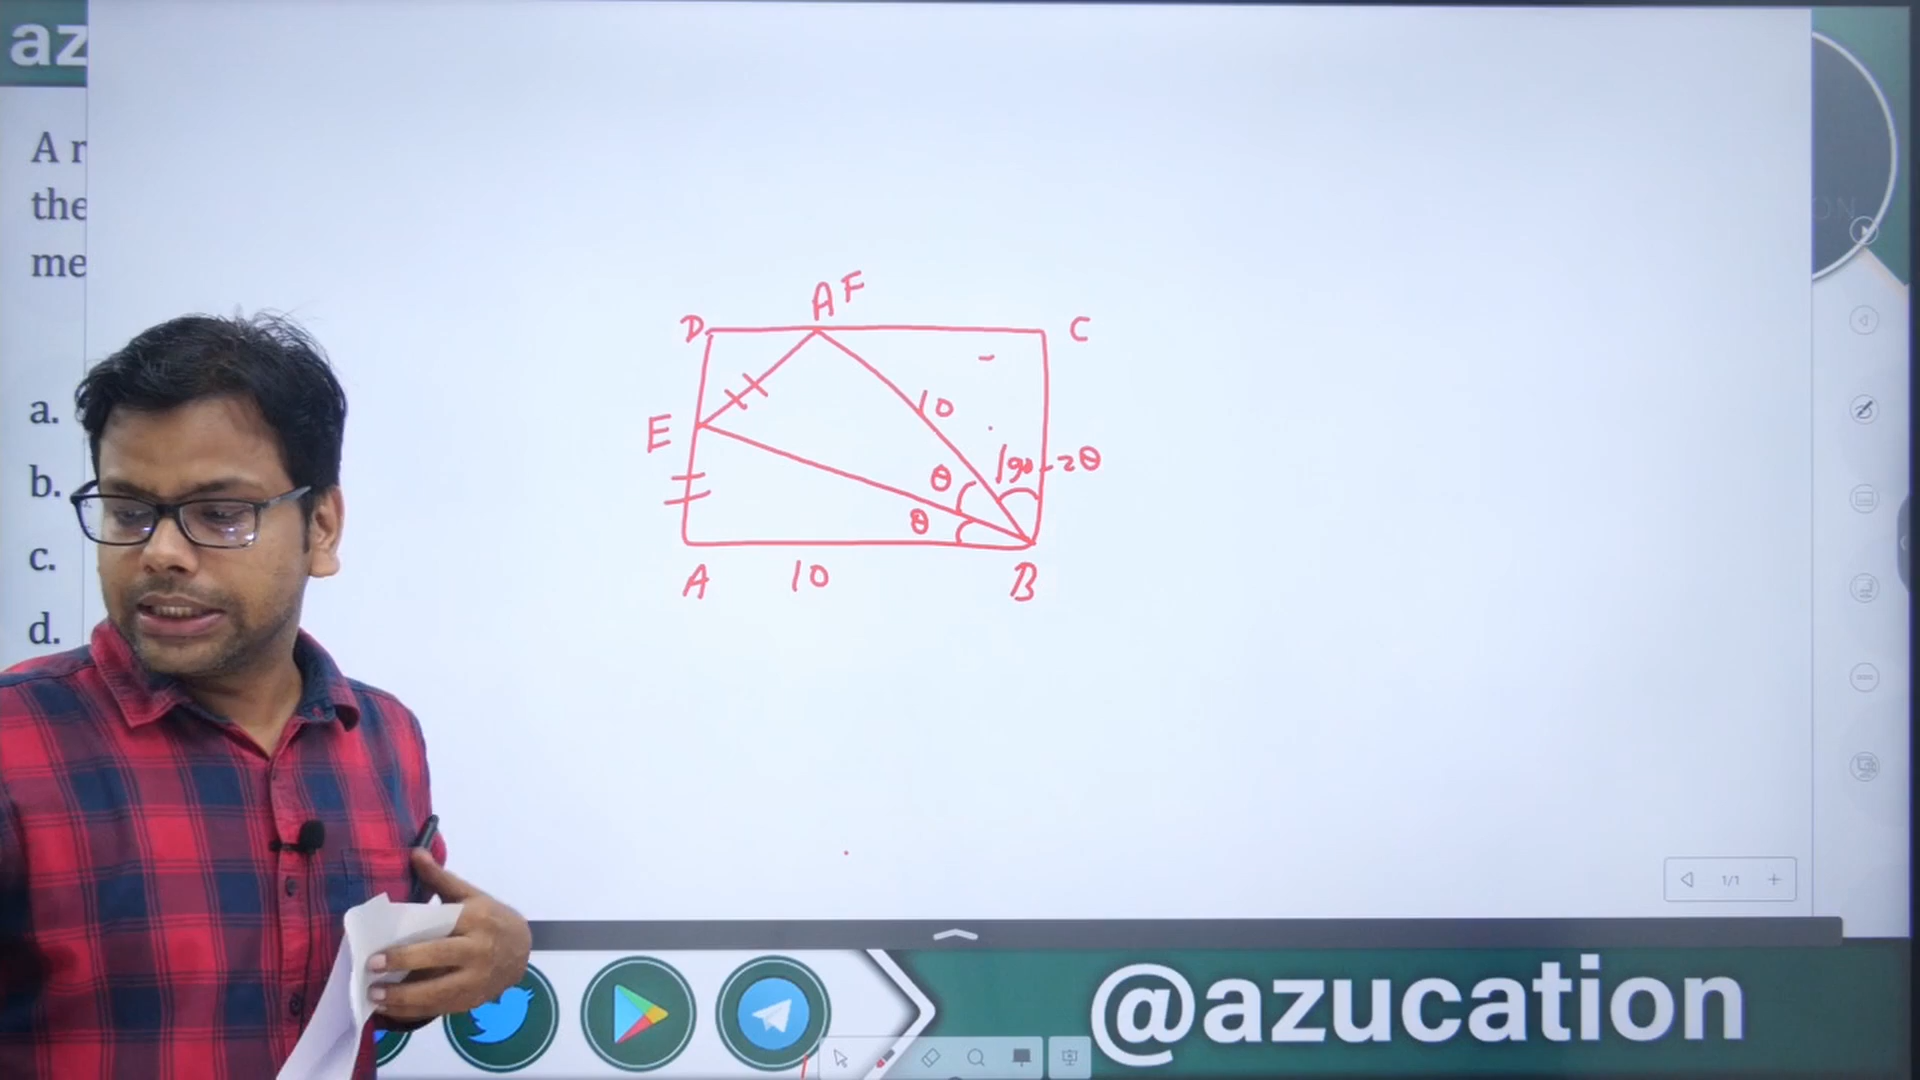 az
A r
the
me
a.
b.
c.
d.
A F
D
C
10
E
90-2θ
θ
θ
A
10
B
1/1
@azucation